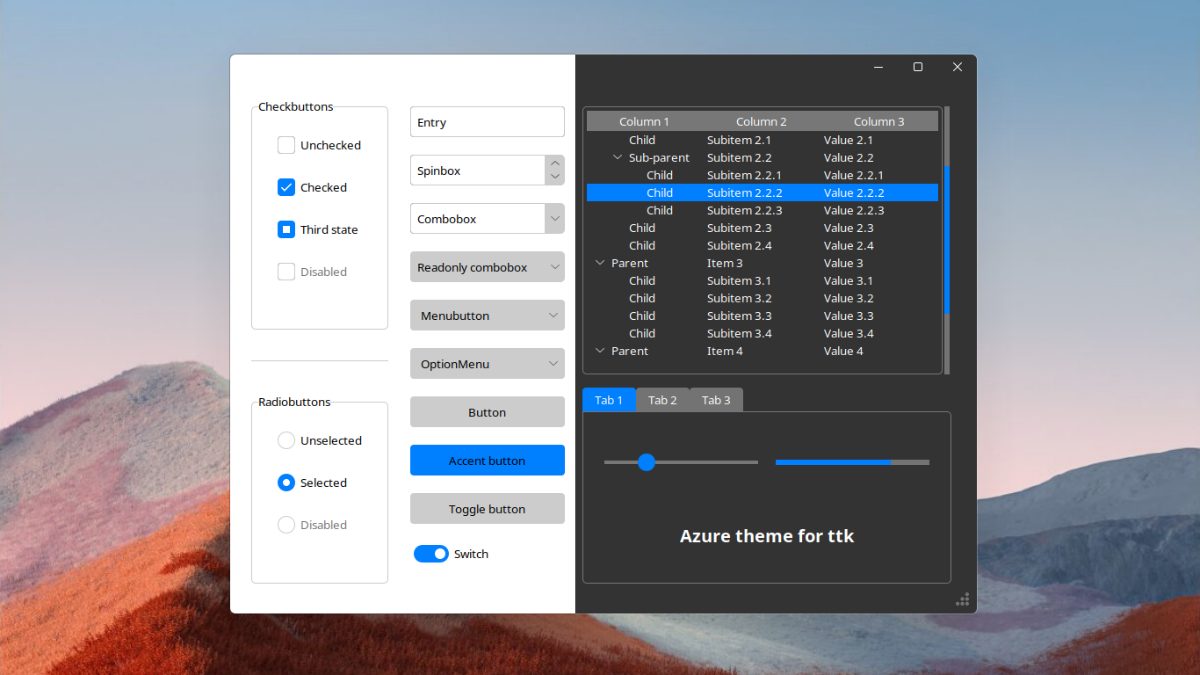 Checkbuttons
Unchecked
Checked
Third state
Disabled
Radiobuttons
Unselected
Selected
Disabled
Entry
Spinbox
Combobox
Readonly combobox
Menubutton
OptionMenu
Button
Accent button
Toggle button
Switch
Column 1 Column 2 Column 3
Child Subitem 2.1 Value 2.1
Sub-parent Subitem 2.2 Value 2.2
Child Subitem 2.2.1 Value 2.2.1
Child Subitem 2.2.2 Value 2.2.2
Child Subitem 2.2.3 Value 2.2.3
Child Subitem 2.3 Value 2.3
Child Subitem 2.4 Value 2.4
Parent Item 3 Value 3
Child Subitem 3.1 Value 3.1
Child Subitem 3.2 Value 3.2
Child Subitem 3.3 Value 3.3
Child Subitem 3.4 Value 3.4
Parent Item 4 Value 4
Tab 1 Tab 2 Tab 3
Azure theme for ttk